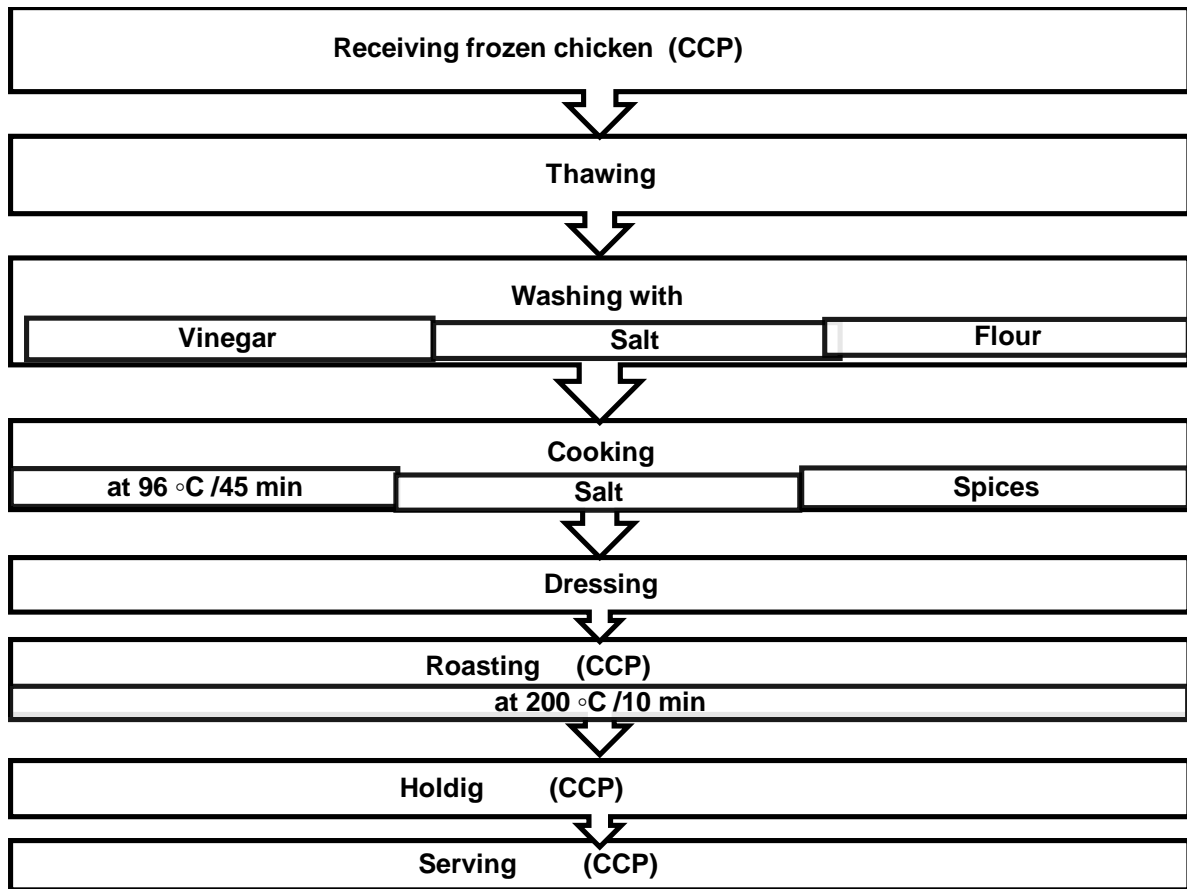 Receiving frozen chicken (CCP)
Thawing
Washing with
Vinegar Salt Flour
Cooking
at 96 ◦C /45 min Salt Spices
Dressing
Roasting (CCP)
at 200 ◦C /10 min
Holdig (CCP)
Serving (CCP)